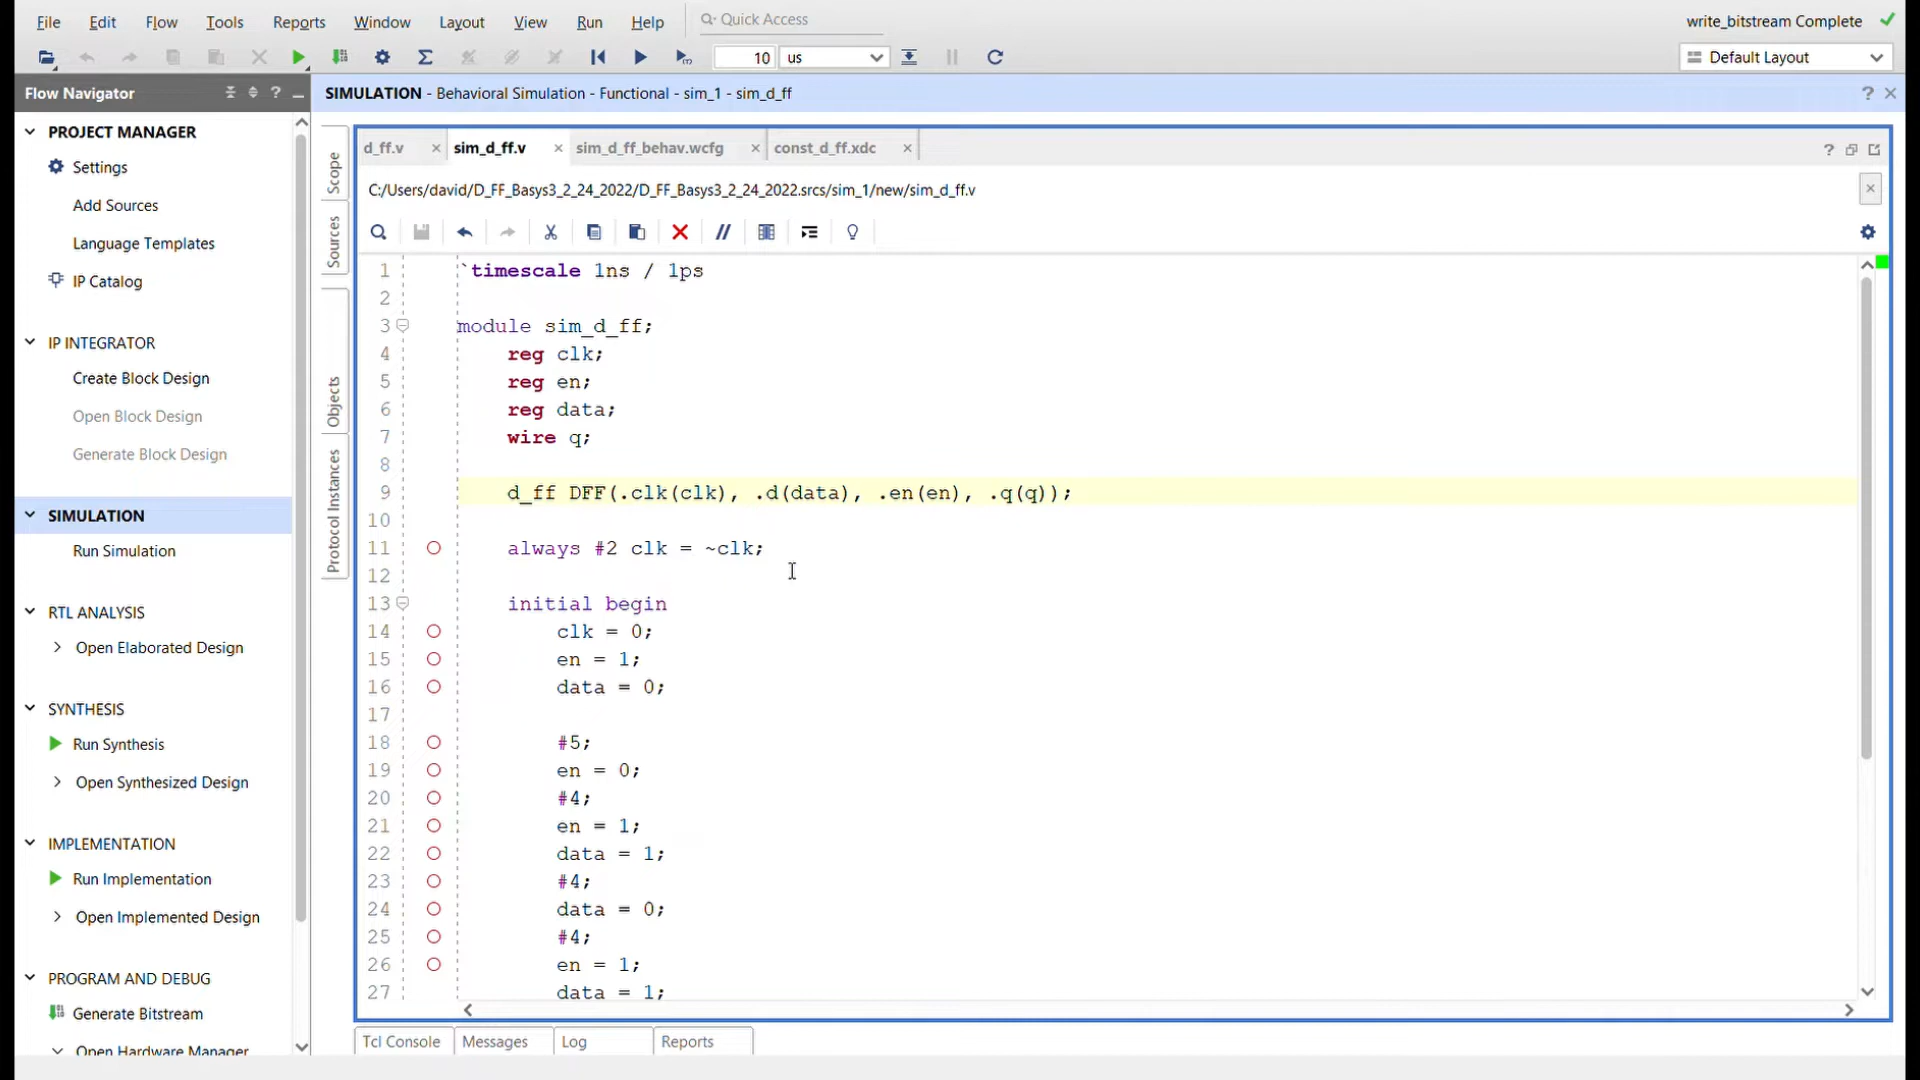 File Edit Flow Tools Reports Window Layout View Run Help Quick Access write_bitstream Complete
10 us Default Layout
Flow Navigator
SIMULATION - Behavioral Simulation - Functional - sim_1 - sim_d_ff
PROJECT MANAGER
Settings
Add Sources
Language Templates
IP Catalog
IP INTEGRATOR
Create Block Design
Open Block Design
Generate Block Design
SIMULATION
Run Simulation
RTL ANALYSIS
Open Elaborated Design
SYNTHESIS
Run Synthesis
Open Synthesized Design
IMPLEMENTATION
Run Implementation
Open Implemented Design
PROGRAM AND DEBUG
Generate Bitstream
Open Hardware Manager
Scope
Sources
Objects
Protocol Instances
d_ff.v sim_d_ff.v sim_d_ff_behav.wcfg const_d_ff.xdc
C:/Users/david/D_FF_Basys3_2_24_2022/D_FF_Basys3_2_24_2022.srcs/sim_1/new/sim_d_ff.v
1 `timescale 1ns / 1ps
2
3 module sim_d_ff;
4 reg clk;
5 reg en;
6 reg data;
7 wire q;
8
9 d_ff DFF(.clk(clk), .d(data), .en(en), .q(q));
10
11 always #2 clk = ~clk;
12
13 initial begin
14 clk = 0;
15 en = 1;
16 data = 0;
17
18 #5;
19 en = 0;
20 #4;
21 en = 1;
22 data = 1;
23 #4;
24 data = 0;
25 #4;
26 en = 1;
27 data = 1;
Tcl Console Messages Log Reports